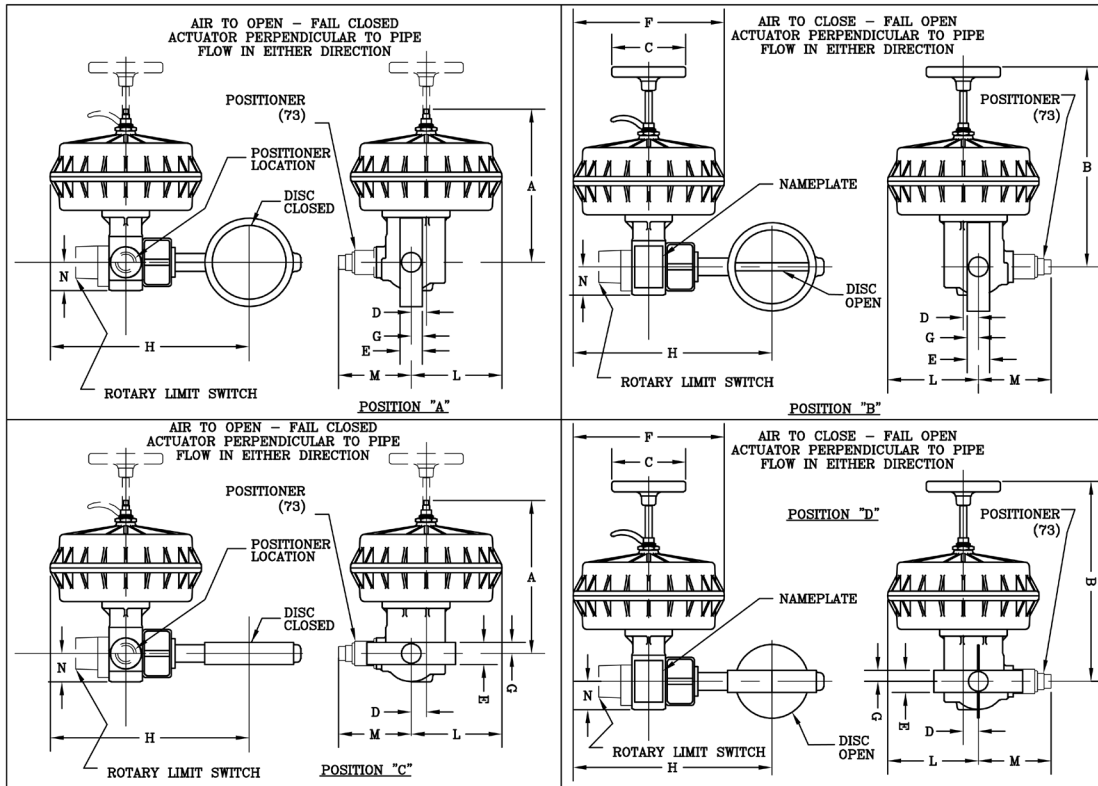 AIR TO OPEN – FAIL CLOSED
ACTUATOR PERPENDICULAR TO PIPE
FLOW IN EITHER DIRECTION
POSITIONER
(73)
POSITIONER
LOCATION
DISC
CLOSED
A
N
D
G
E
H
M
L
ROTARY LIMIT SWITCH
POSITION "A"
F
AIR TO CLOSE – FAIL OPEN
ACTUATOR PERPENDICULAR TO PIPE
FLOW IN EITHER DIRECTION
C
POSITIONER
(73)
B
NAMEPLATE
N
DISC
OPEN
D
G
E
H
L
M
ROTARY LIMIT SWITCH
POSITION "B"
AIR TO OPEN – FAIL CLOSED
ACTUATOR PERPENDICULAR TO PIPE
FLOW IN EITHER DIRECTION
POSITIONER
(73)
POSITIONER
LOCATION
A
DISC
CLOSED
N
E
G
D
H
M
L
ROTARY LIMIT SWITCH
POSITION "C"
F
AIR TO CLOSE – FAIL OPEN
ACTUATOR PERPENDICULAR TO PIPE
FLOW IN EITHER DIRECTION
C
POSITION "D"
POSITIONER
(73)
B
NAMEPLATE
N
G
E
D
DISC
OPEN
ROTARY LIMIT SWITCH
H
L
M